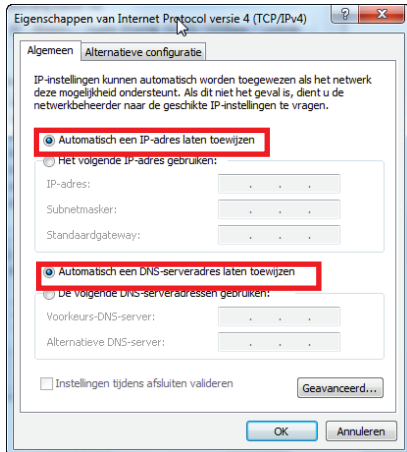 Eigenschappen van Internet Protocol versie 4 (TCP/IPv4)
Algemeen
Alternatieve configuratie
IP-instellingen kunnen automatisch worden toegewezen als het netwerk
deze mogelijkheid ondersteunt. Als dit niet het geval is, dient u de
netwerkbeheerder naar de geschikte IP-instellingen te vragen.
Automatisch een IP-adres laten toewijzen
Het volgende IP-adres gebruiken:
IP-adres:
Subnetmasker:
Standaardgateway:
Automatisch een DNS-serveradres laten toewijzen
De volgende DNS-serveradressen gebruiken:
Voorkeurs-DNS-server:
Alternatieve DNS-server:
Instellingen tijdens afsluiten valideren
Geavanceerd...
OK
Annuleren